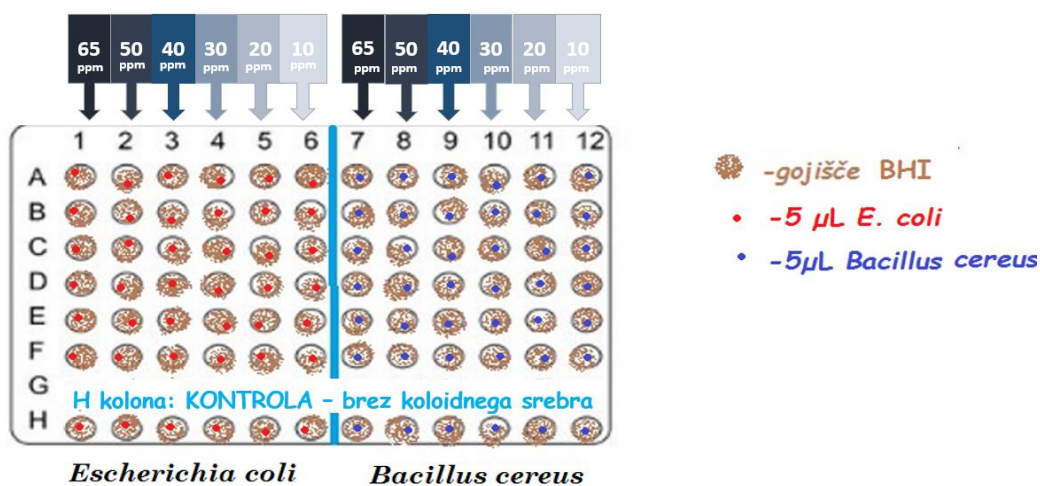 65 50 40 30 20 10 65 50 40 30 20 10
ppm ppm ppm ppm ppm ppm ppm ppm ppm ppm ppm ppm
1 2 3 4 5 6 7 8 9 10 11 12
A
B
C
D
E
F
G
H kolona: KONTROLA – brez koloidnega srebra
H
Escherichia coli Bacillus cereus
-gojišče BHI
-5 µL E. coli
-5µL Bacillus cereus